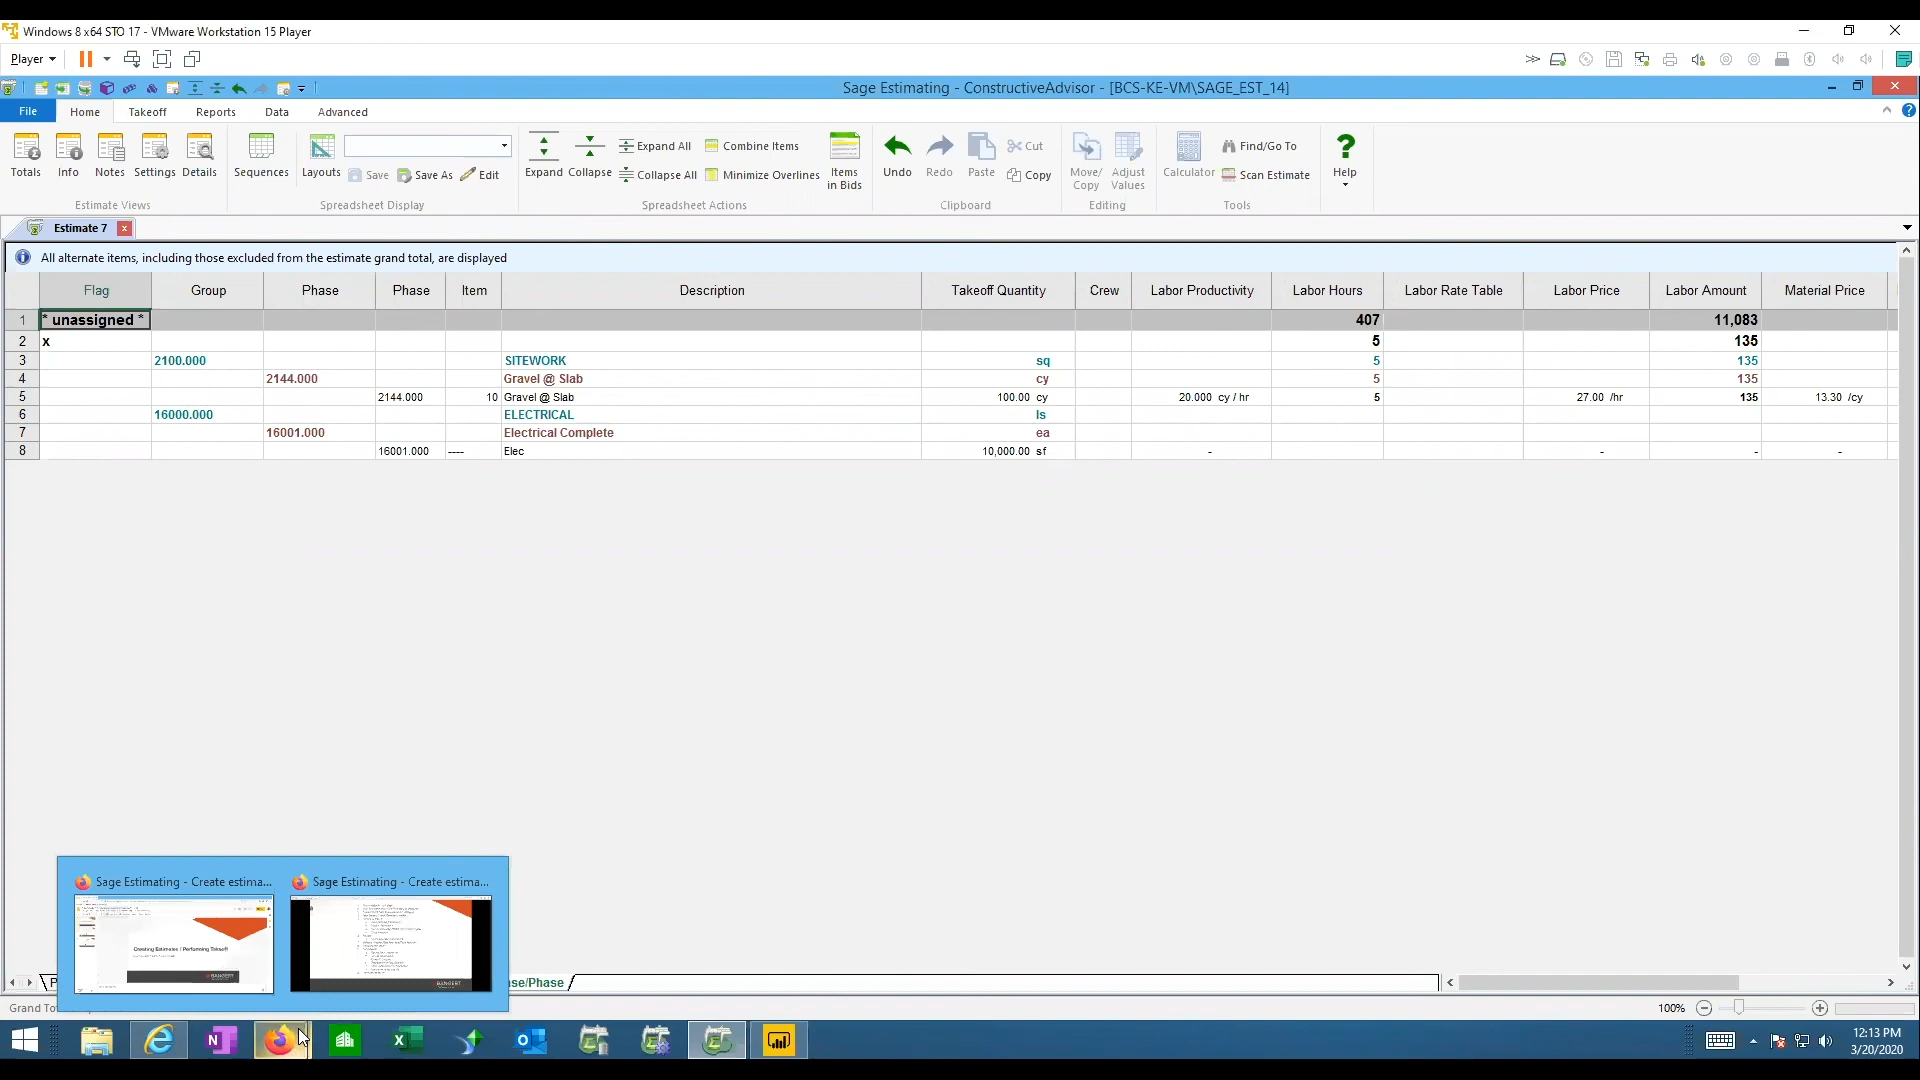 Windows 8 x64 STO 17 - VMware Workstation 15 Player
Player
Sage Estimating - ConstructiveAdvisor - [BCS-KE-VM\SAGE_EST_14]
File Home Takeoff Reports Data Advanced
Totals Info Notes Settings Details Sequences Layouts Save Save As Edit
Expand Collapse Expand All Collapse All Combine Items Minimize Overlines Items in Bids
Undo Redo Paste Cut Copy Move/ Copy Adjust Values Calculator Find/Go To Scan Estimate Help
Estimate Views Spreadsheet Display Spreadsheet Actions Clipboard Editing Tools
Estimate 7
All alternate items, including those excluded from the estimate grand total, are displayed
Flag Group Phase Phase Item Description Takeoff Quantity Crew Labor Productivity Labor Hours Labor Rate Table Labor Price Labor Amount Material Price
1 * unassigned * 407 11,083
2 x 5 135
3 2100.000 SITEWORK sq 5 135
4 2144.000 Gravel @ Slab cy 5 135
5 2144.000 10 Gravel @ Slab 100.00 cy 20.000 cy / hr 5 27.00 /hr 135 13.30 /cy
6 16000.000 ELECTRICAL ls
7 16001.000 Electrical Complete ea
8 16001.000 ---- Elec 10,000.00 sf - - - -
Sage Estimating - Create estima... Sage Estimating - Create estima...
Creating Estimates / Performing Takeoff
BANGERT BANGERT
se/Phase
Grand To
100%
12:13 PM
3/20/2020